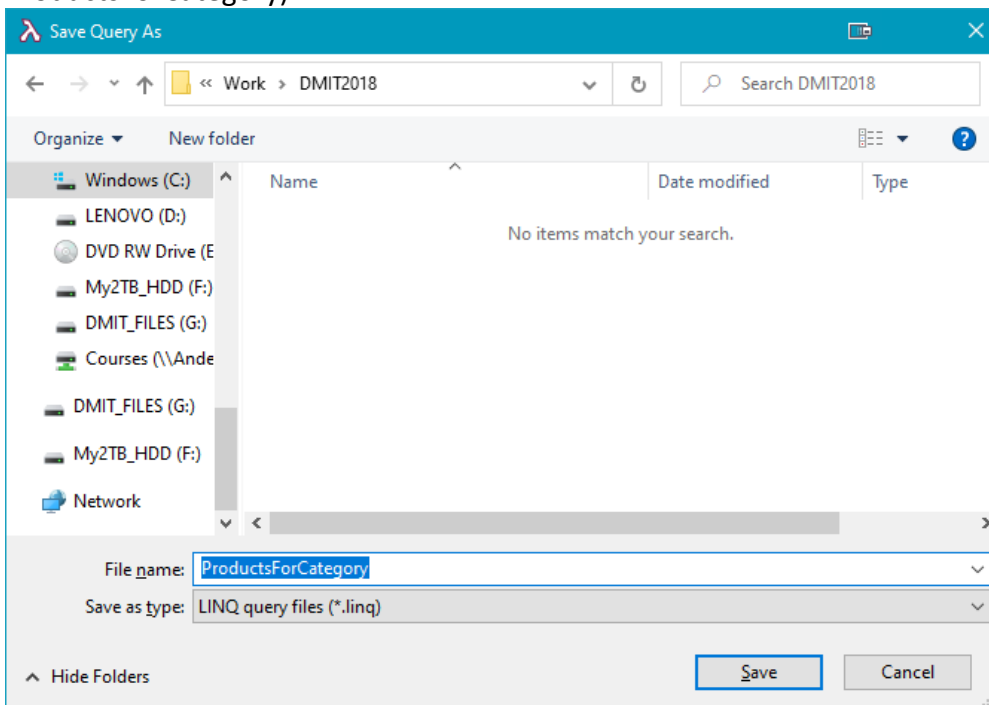 Save Query As
« Work > DMIT2018
Search DMIT2018
Organize
New folder
Name
Date modified
Type
No items match your search.
Windows (C:)
LENOVO (D:)
DVD RW Drive (E
My2TB_HDD (F:)
DMIT_FILES (G:)
Courses (\\Ande
DMIT_FILES (G:)
My2TB_HDD (F:)
Network
File name: ProductsForCategory
Save as type: LINQ query files (*.linq)
Hide Folders
Save
Cancel